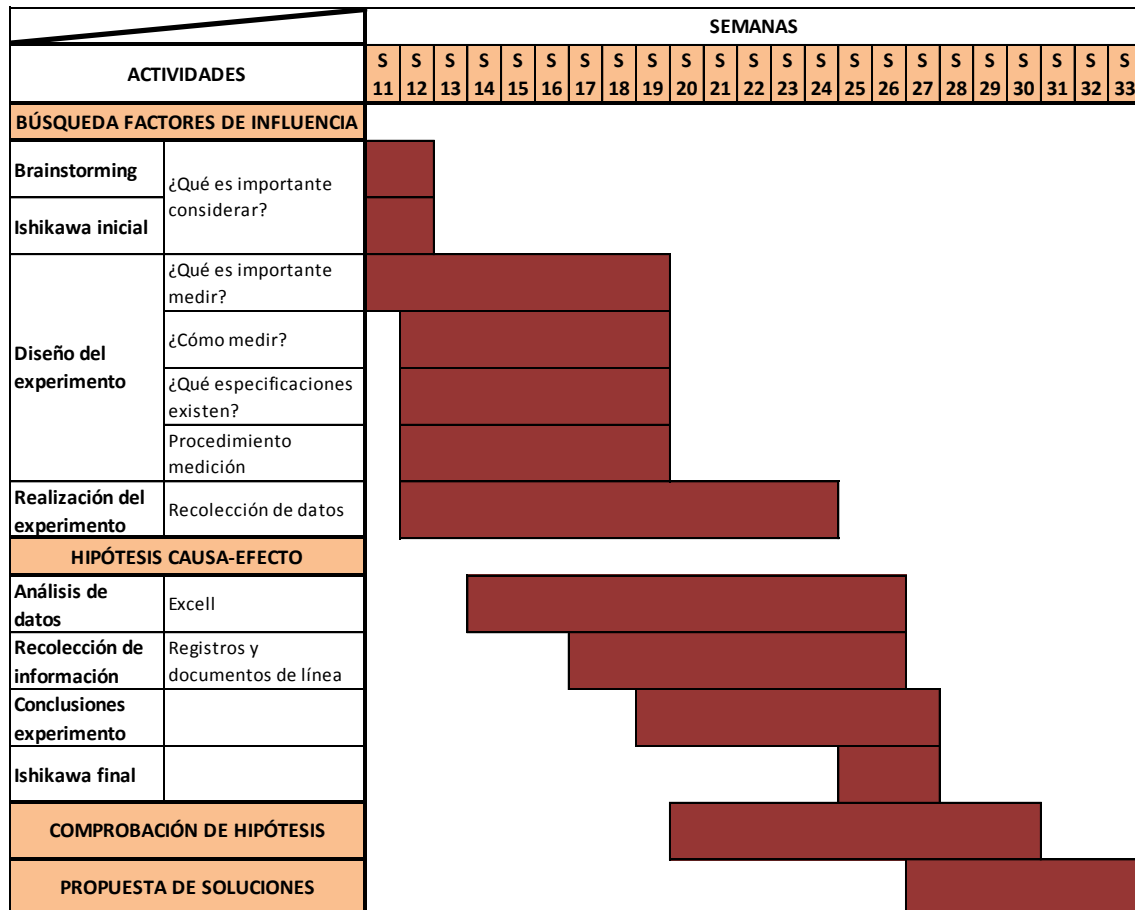 SEMANAS
ACTIVIDADES
S S S S S S S S S S S S S S S S S S S S S S S
11 12 13 14 15 16 17 18 19 20 21 22 23 24 25 26 27 28 29 30 31 32 33
BÚSQUEDA FACTORES DE INFLUENCIA
Brainstorming
¿Qué es importante
considerar?
Ishikawa inicial
Diseño del
experimento
¿Qué es importante
medir?
¿Cómo medir?
¿Qué especificaciones
existen?
Procedimiento
medición
Realización del
experimento
Recolección de datos
HIPÓTESIS CAUSA-EFECTO
Análisis de
datos
Excell
Recolección de
información
Registros y
documentos de línea
Conclusiones
experimento
Ishikawa final
COMPROBACIÓN DE HIPÓTESIS
PROPUESTA DE SOLUCIONES